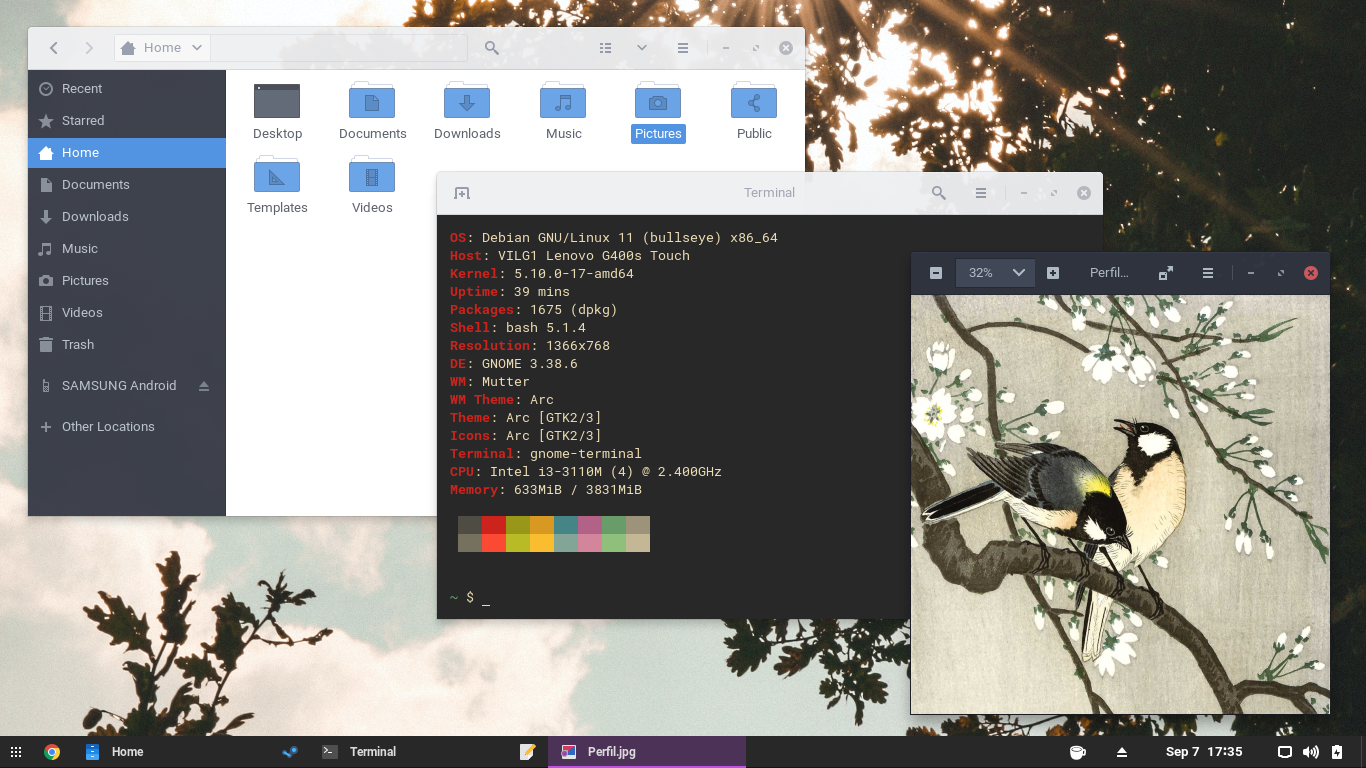 Home
Recent
Starred
Home
Documents
Downloads
Music
Pictures
Videos
Trash
SAMSUNG Android
Other Locations
Desktop
Documents
Downloads
Music
Pictures
Public
Templates
Videos
Terminal
OS: Debian GNU/Linux 11 (bullseye) x86_64
Host: VILG1 Lenovo G400s Touch
Kernel: 5.10.0-17-amd64
Uptime: 39 mins
Packages: 1675 (dpkg)
Shell: bash 5.1.4
Resolution: 1366x768
DE: GNOME 3.38.6
WM: Mutter
WM Theme: Arc
Theme: Arc [GTK2/3]
Icons: Arc [GTK2/3]
Terminal: gnome-terminal
CPU: Intel i3-3110M (4) @ 2.400GHz
Memory: 633MiB / 3831MiB
~ $ _
32%
Perfil...
Home
Terminal
Perfil.jpg
Sep 7 17:35